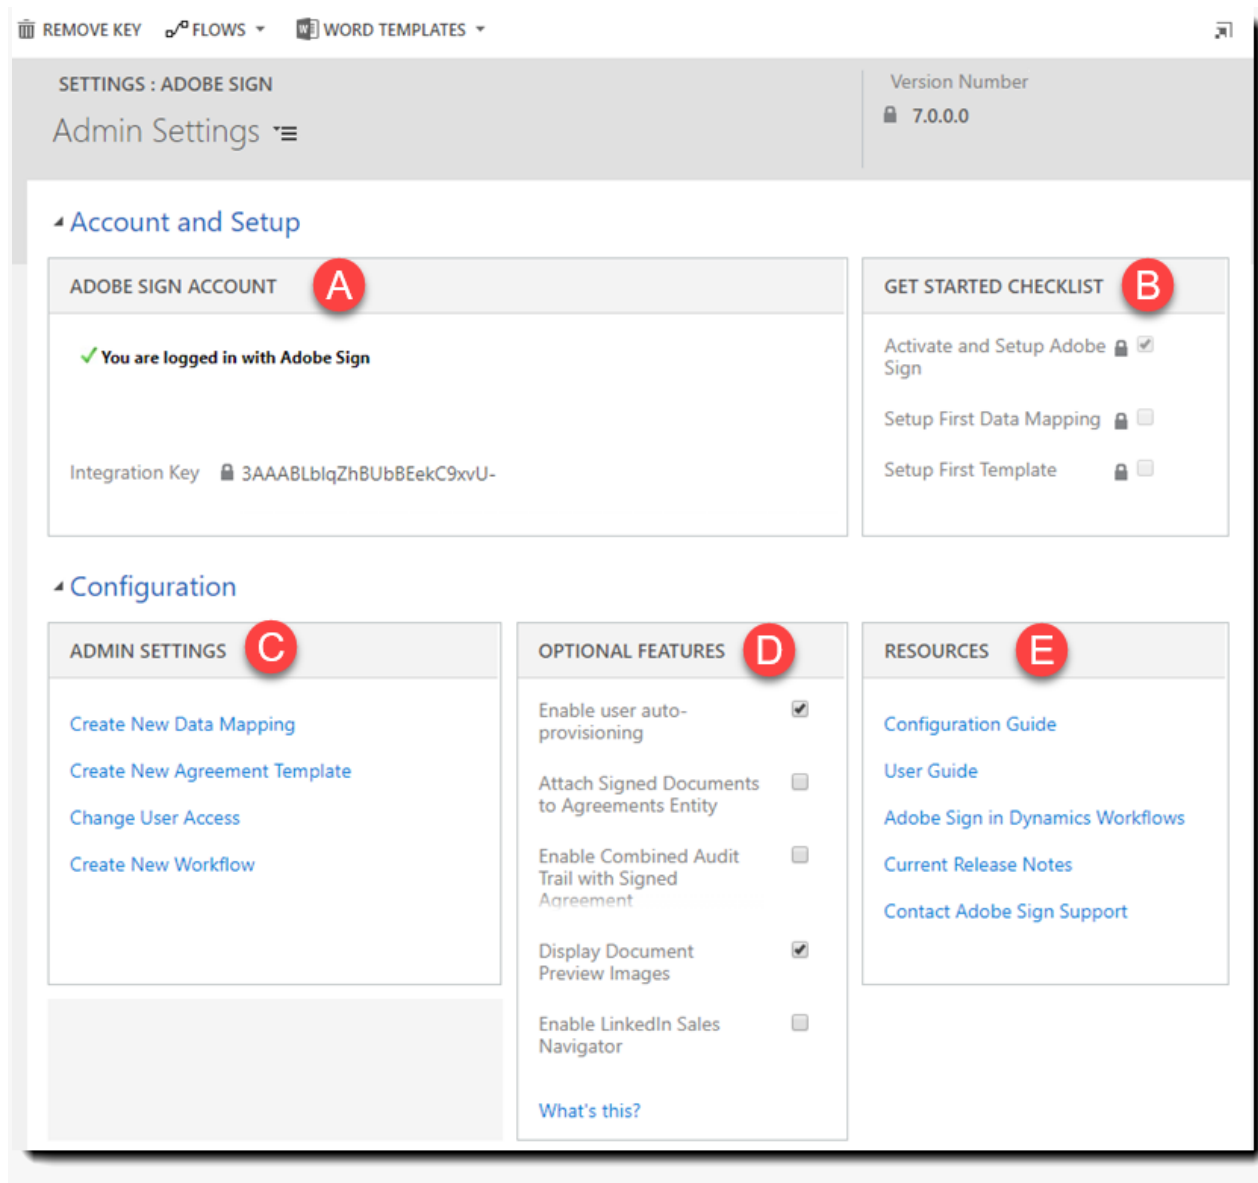 REMOVE KEY FLOWS WORD TEMPLATES
SETTINGS : ADOBE SIGN
Admin Settings
Version Number
7.0.0.0
Account and Setup
ADOBE SIGN ACCOUNT A
You are logged in with Adobe Sign
Integration Key 3AAABLblqZhBUbBEekC9xvU-
GET STARTED CHECKLIST B
Activate and Setup Adobe
Sign
Setup First Data Mapping
Setup First Template
Configuration
ADMIN SETTINGS C
Create New Data Mapping
Create New Agreement Template
Change User Access
Create New Workflow
OPTIONAL FEATURES D
Enable user auto-
provisioning
Attach Signed Documents
to Agreements Entity
Enable Combined Audit
Trail with Signed
Agreement
Display Document
Preview Images
Enable LinkedIn Sales
Navigator
What's this?
RESOURCES E
Configuration Guide
User Guide
Adobe Sign in Dynamics Workflows
Current Release Notes
Contact Adobe Sign Support